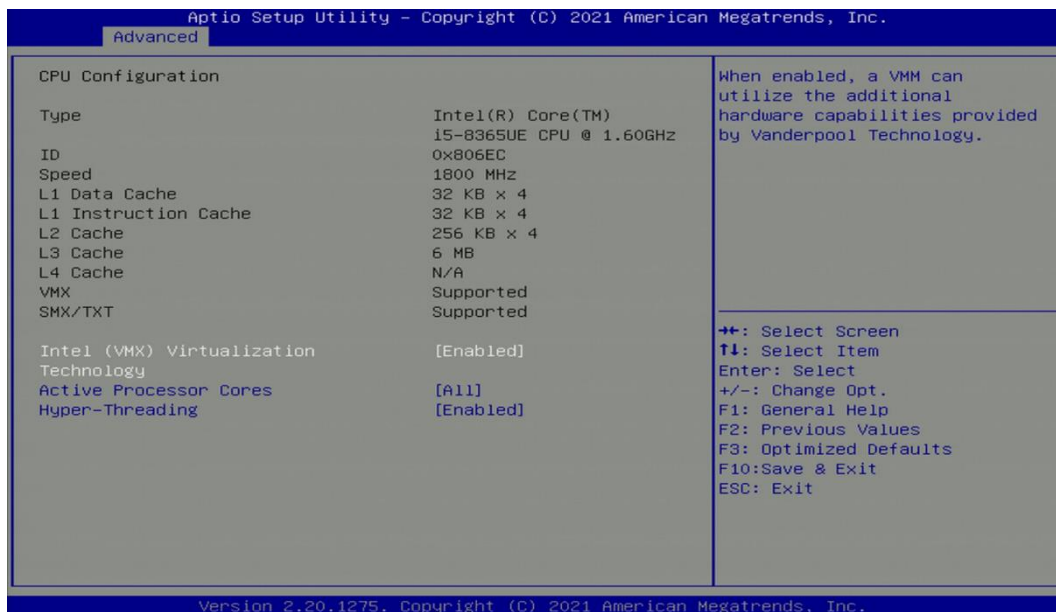 Aptio Setup Utility – Copyright (C) 2021 American Megatrends, Inc.
Advanced
CPU Configuration
Type Intel(R) Core(TM)
i5-8365UE CPU @ 1.60GHz
ID 0x806EC
Speed 1800 MHz
L1 Data Cache 32 KB x 4
L1 Instruction Cache 32 KB x 4
L2 Cache 256 KB x 4
L3 Cache 6 MB
L4 Cache N/A
VMX Supported
SMX/TXT Supported
Intel (VMX) Virtualization [Enabled]
Technology
Active Processor Cores [All]
Hyper-Threading [Enabled]
When enabled, a VMM can
utilize the additional
hardware capabilities provided
by Vanderpool Technology.
→←: Select Screen
↑↓: Select Item
Enter: Select
+/-: Change Opt.
F1: General Help
F2: Previous Values
F3: Optimized Defaults
F10:Save & Exit
ESC: Exit
Version 2.20.1275. Copyright (C) 2021 American Megatrends, Inc.